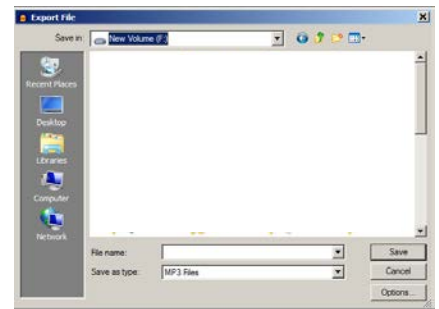 Export File
Save in:
New Volume (F:)
Recent Places
Desktop
Libraries
Computer
Network
File name:
Save
Save as type:
MP3 Files
Cancel
Options...